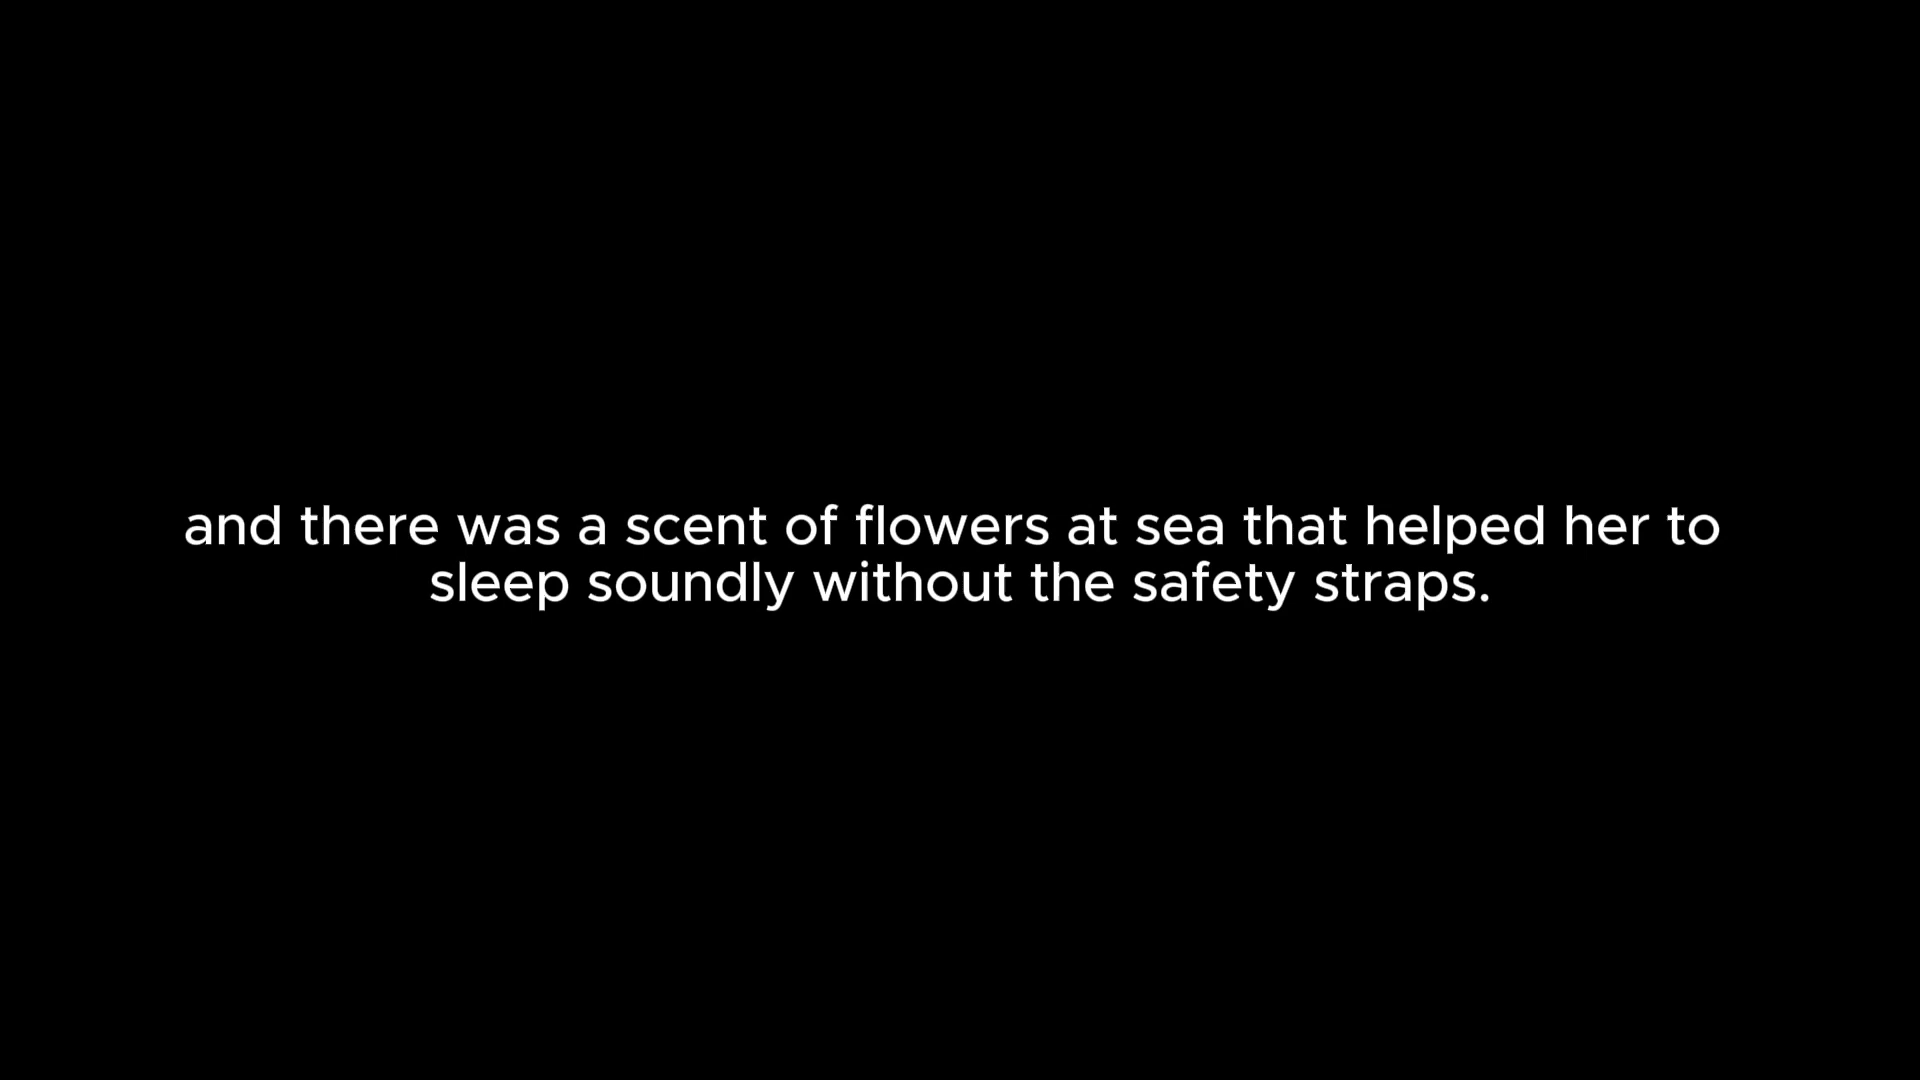 and there was a scent of flowers at sea that helped her to
sleep soundly without the safety straps.